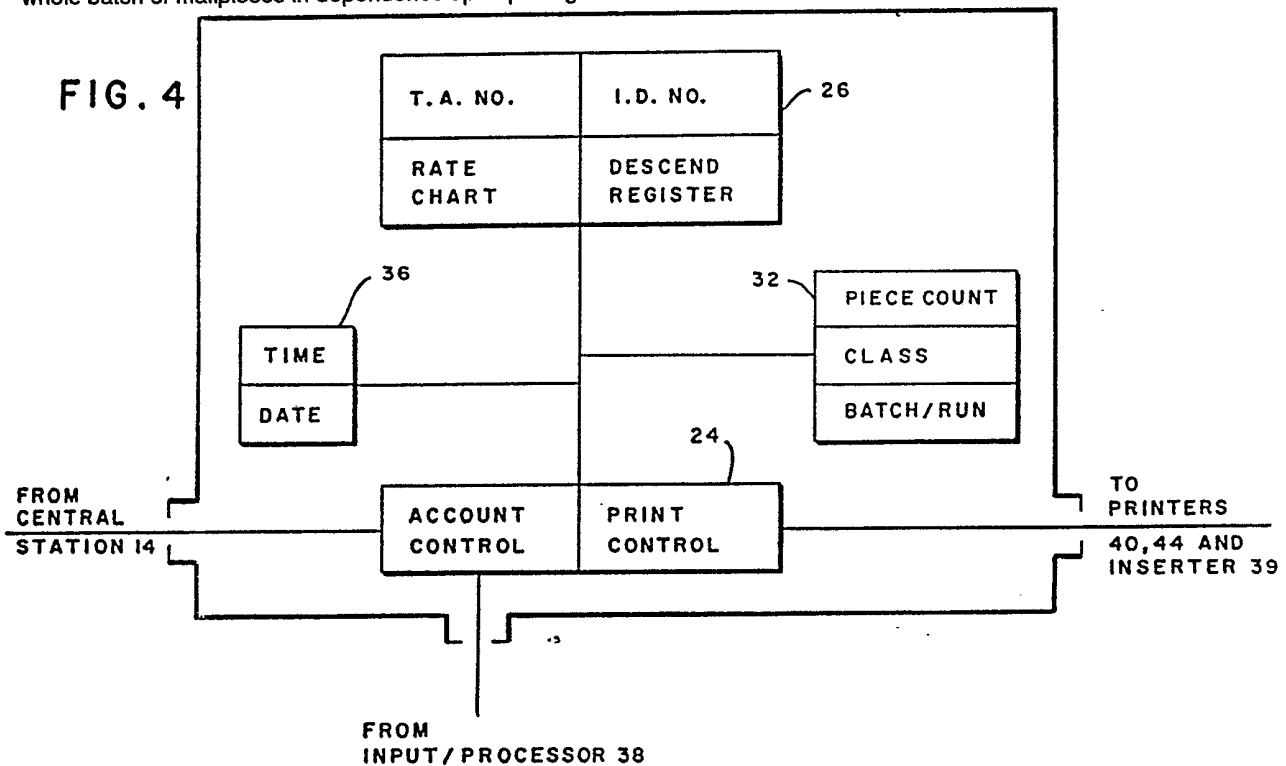 FIG. 4
T. A. NO.
I.D. NO.
26
RATE
CHART
DESCEND
REGISTER
36
32
TIME
DATE
PIECE COUNT
CLASS
BATCH/RUN
24
FROM
CENTRAL
STATION 14
ACCOUNT
CONTROL
PRINT
CONTROL
TO
PRINTERS
40,44 AND
INSERTER 39
FROM
INPUT/PROCESSOR 38